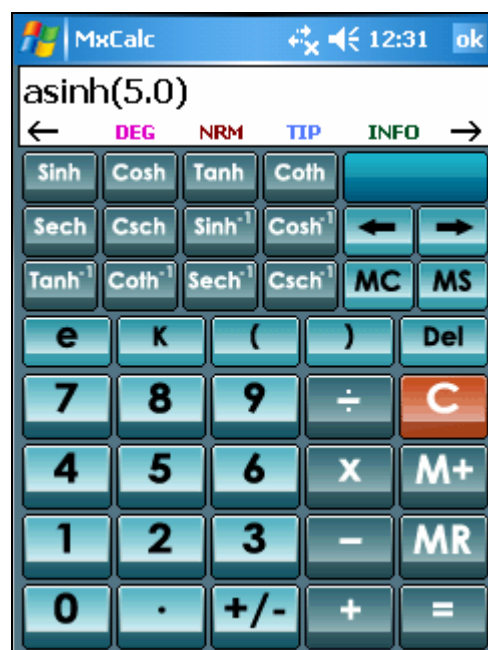 MxCalc 12:31 ok
asinh(5.0)
← DEG NRM TIP INFO →
Sinh Cosh Tanh Coth
Sech Csch Sinh⁻¹ Cosh⁻¹ ← →
Tanh⁻¹ Coth⁻¹ Sech⁻¹ Csch⁻¹ MC MS
e K ( ) Del
7 8 9 ÷ C
4 5 6 x M+
1 2 3 − MR
0 · +/- + =